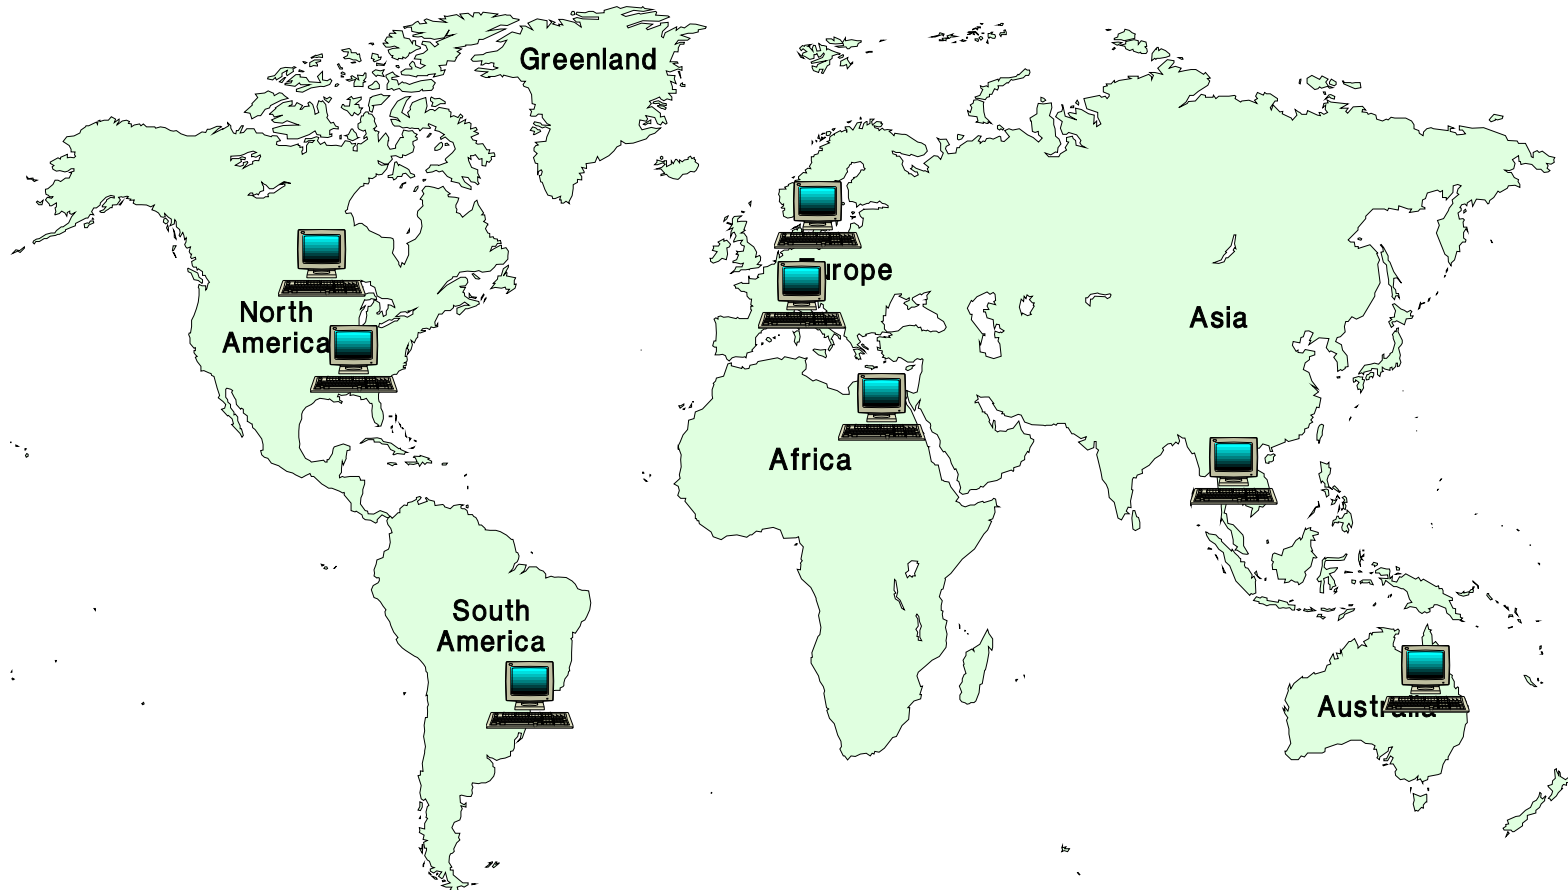 Greenland
Europe
North
America
Asia
Africa
South
America
Australia